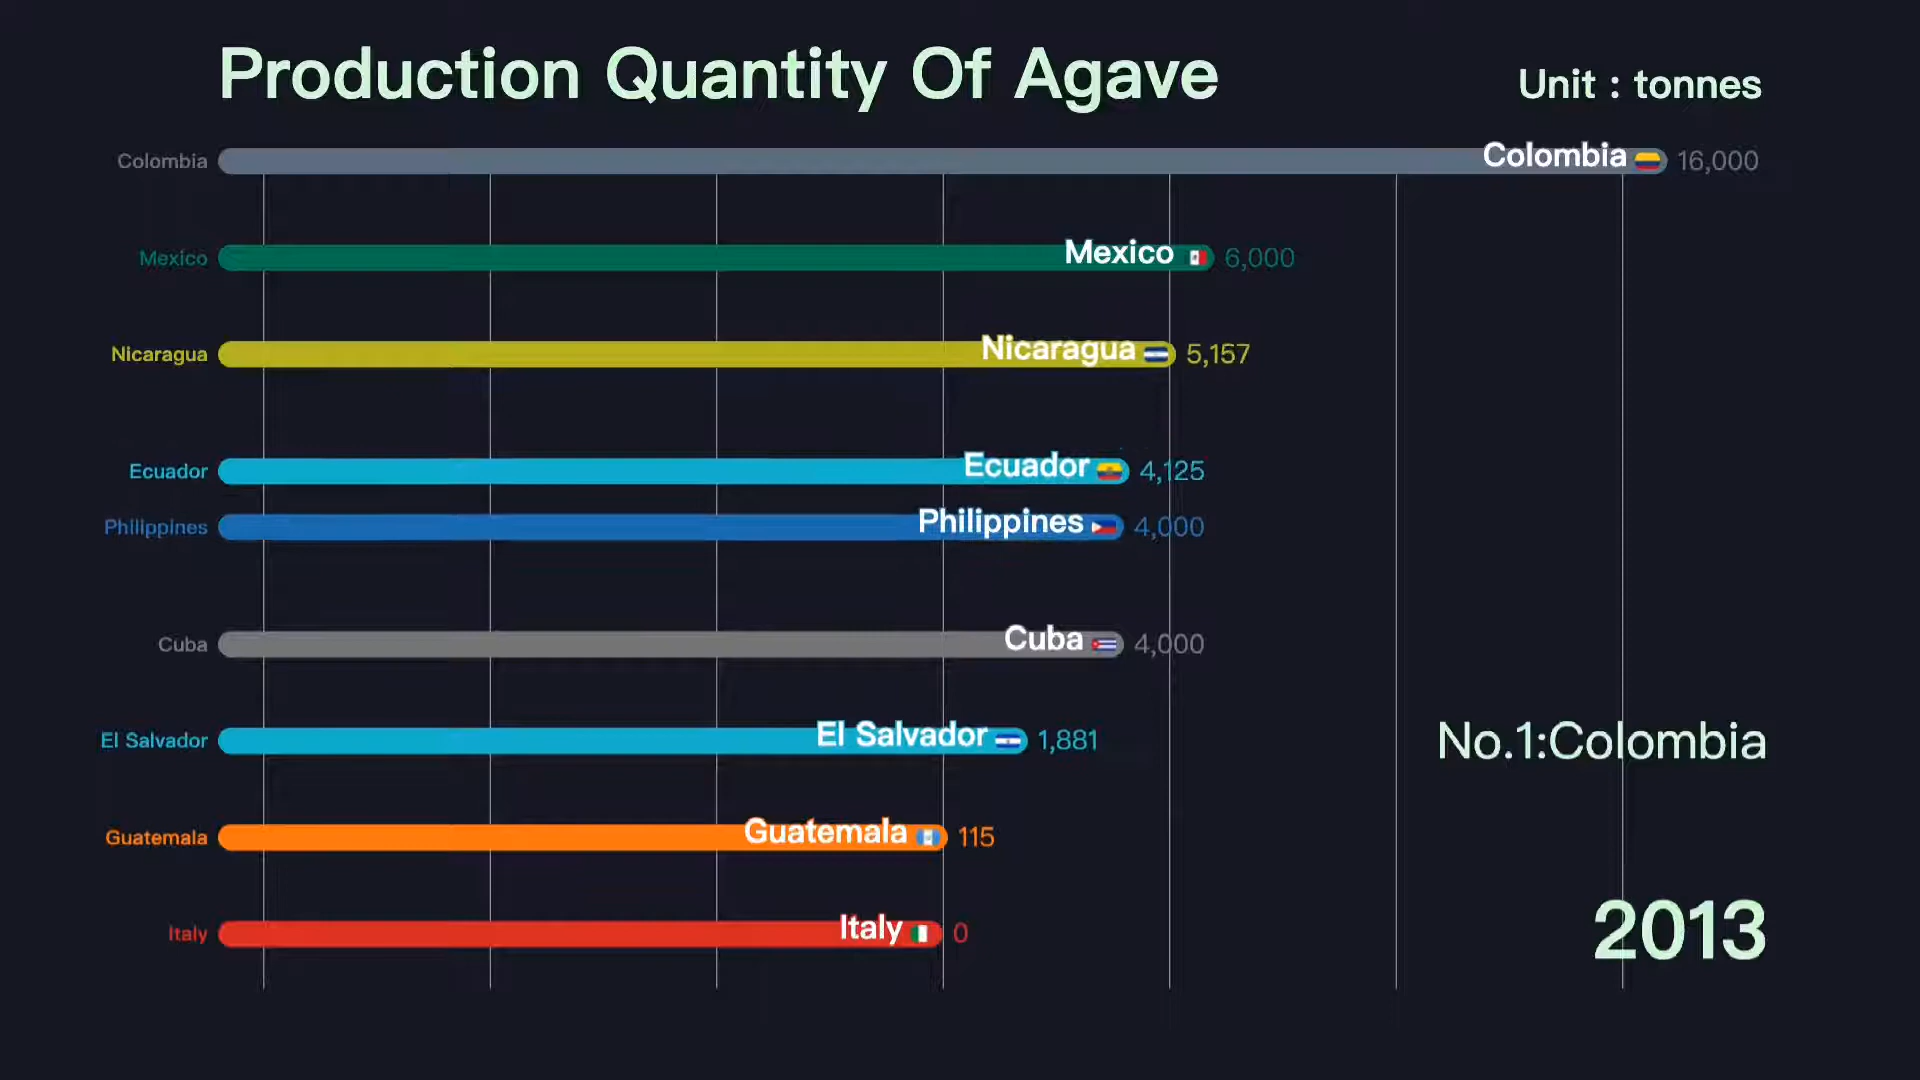 Production Quantity Of Agave
Unit : tonnes
Colombia Colombia 16,000
Mexico Mexico 6,000
Nicaragua Nicaragua 5,157
Ecuador Ecuador 4,125
Philippines Philippines 4,000
Cuba Cuba 4,000
El Salvador El Salvador 1,881
No.1:Colombia
Guatemala Guatemala 115
Italy Italy 0
2013